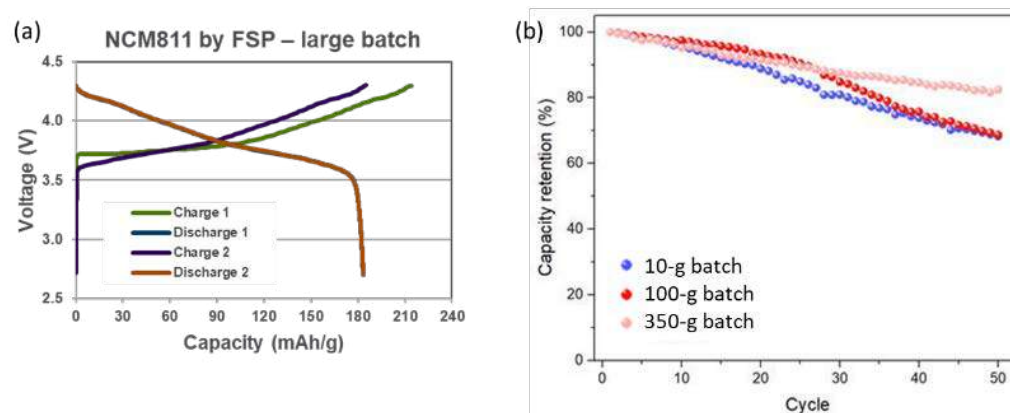 (a)
NCM811 by FSP – large batch
4.5
4.0
3.5
3.0
2.5
Voltage (V)
Charge 1
Discharge 1
Charge 2
Discharge 2
0 30 60 90 120 150 180 210 240
Capacity (mAh/g)
(b)
100
80
60
40
20
0
Capacity retention (%)
10-g batch
100-g batch
350-g batch
0 10 20 30 40 50
Cycle